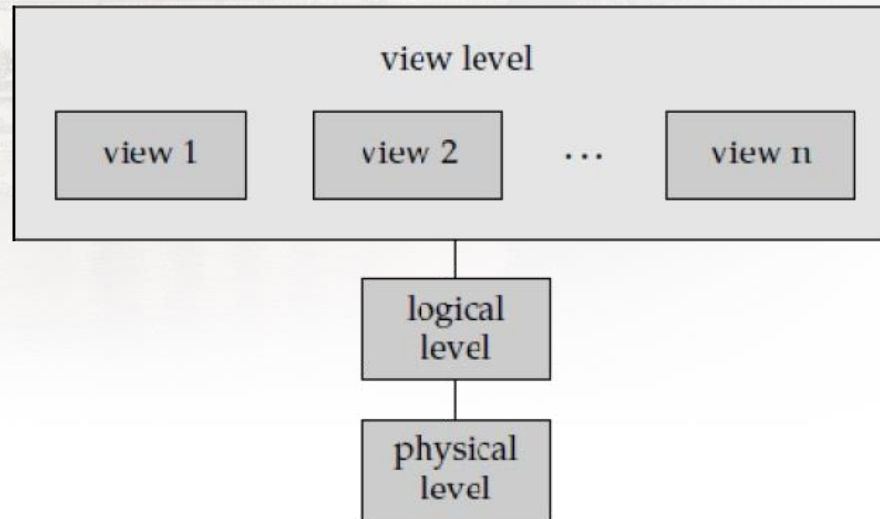 view level
view 1
view 2
...
view n
logical
level
physical
level